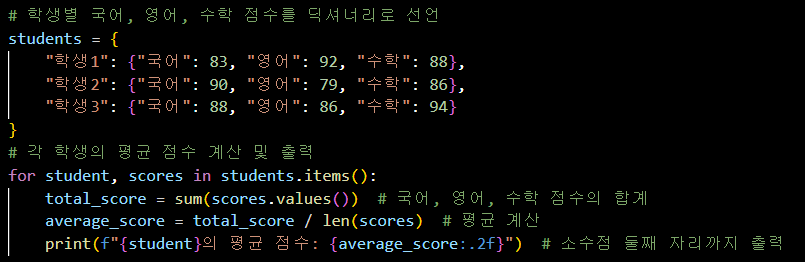 # 학생별 국어, 영어, 수학 점수를 딕셔너리로 선언
students = {
    "학생1": {"국어": 83, "영어": 92, "수학": 88},
    "학생2": {"국어": 90, "영어": 79, "수학": 86},
    "학생3": {"국어": 88, "영어": 86, "수학": 94}
}
# 각 학생의 평균 점수 계산 및 출력
for student, scores in students.items():
    total_score = sum(scores.values())  # 국어, 영어, 수학 점수의 합계
    average_score = total_score / len(scores)  # 평균 계산
    print(f"{student}의 평균 점수: {average_score:.2f}")  # 소수점 둘째 자리까지 출력